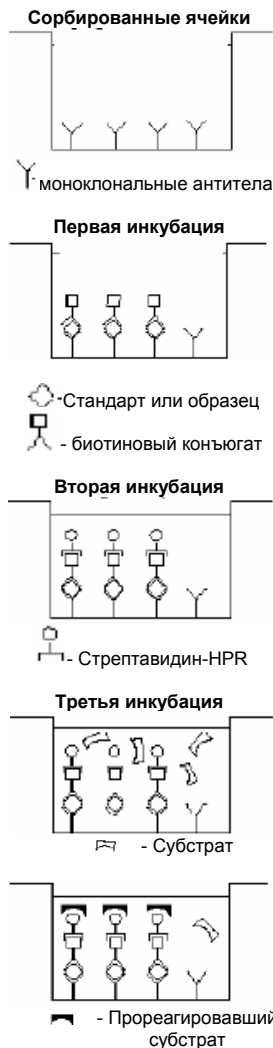 Сорбированные ячейки
моноклональные антитела
Первая инкубация
-Стандарт или образец
- биотиновый конъюгат
Вторая инкубация
- Стрептавидин-HPR
Третья инкубация
- Субстрат
- Прореагировавший
субстрат